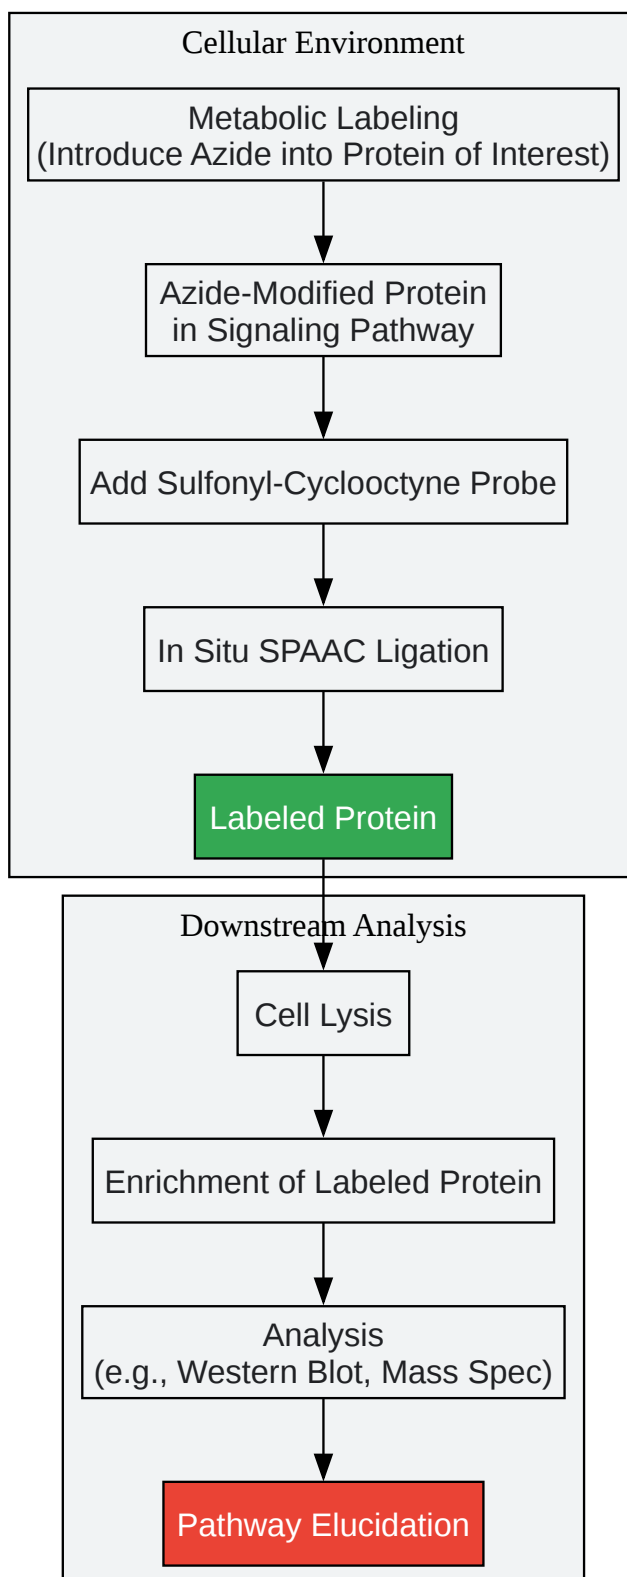 Cellular Environment
Metabolic Labeling
(Introduce Azide into Protein of Interest)
Azide-Modified Protein
in Signaling Pathway
Add Sulfonyl-Cyclooctyne Probe
In Situ SPAAC Ligation
Labeled Protein
Downstream Analysis
Cell Lysis
Enrichment of Labeled Protein
Analysis
(e.g., Western Blot, Mass Spec)
Pathway Elucidation